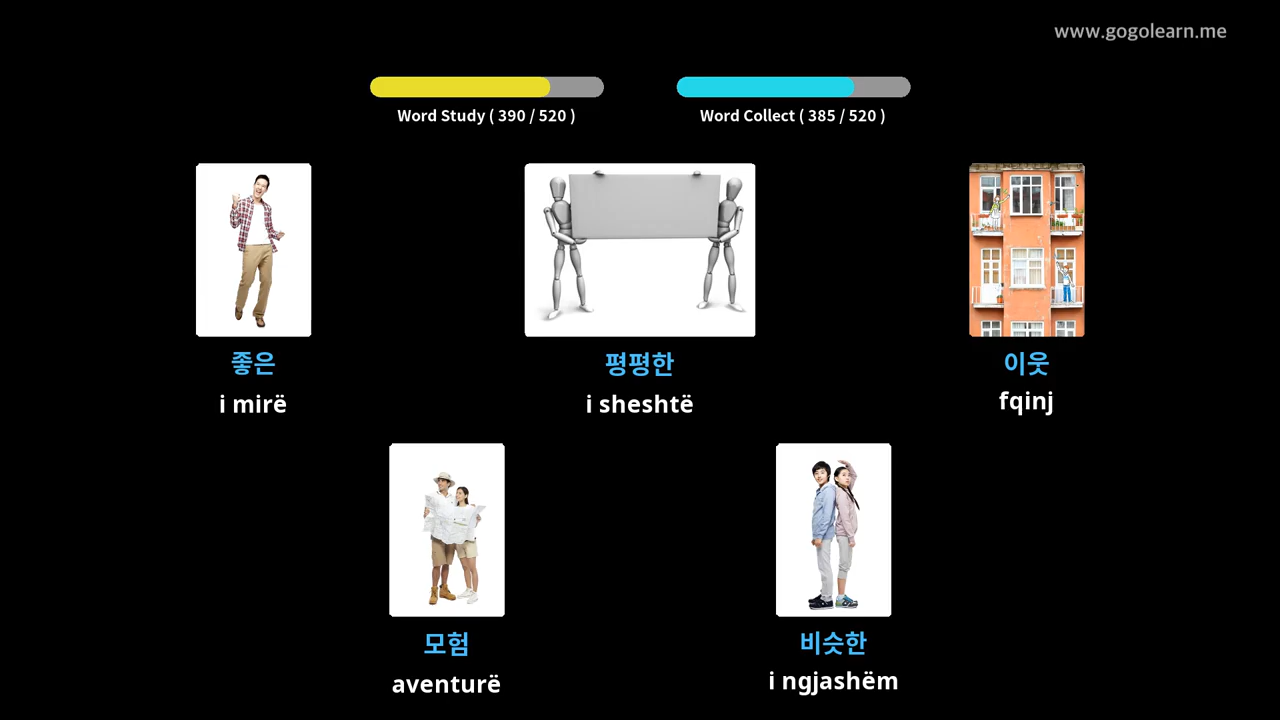 www.gogolearn.me
Word Study ( 390 / 520 )
Word Collect ( 385 / 520 )
좋은
i mirë
평평한
i sheshtë
이웃
fqinj
모험
aventurë
비슷한
i ngjashëm